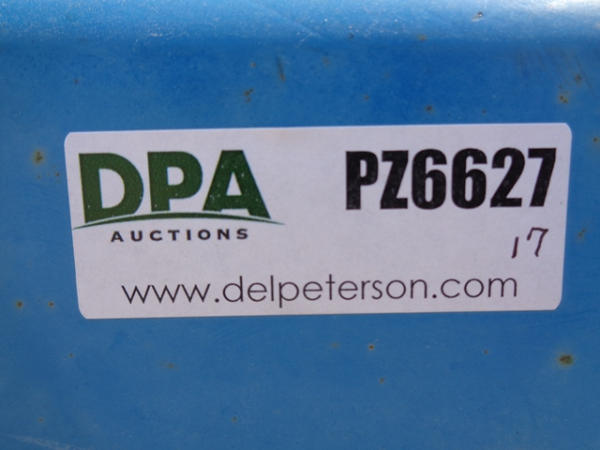 DPA
AUCTIONS
PZ6627
17
www.delpeterson.com